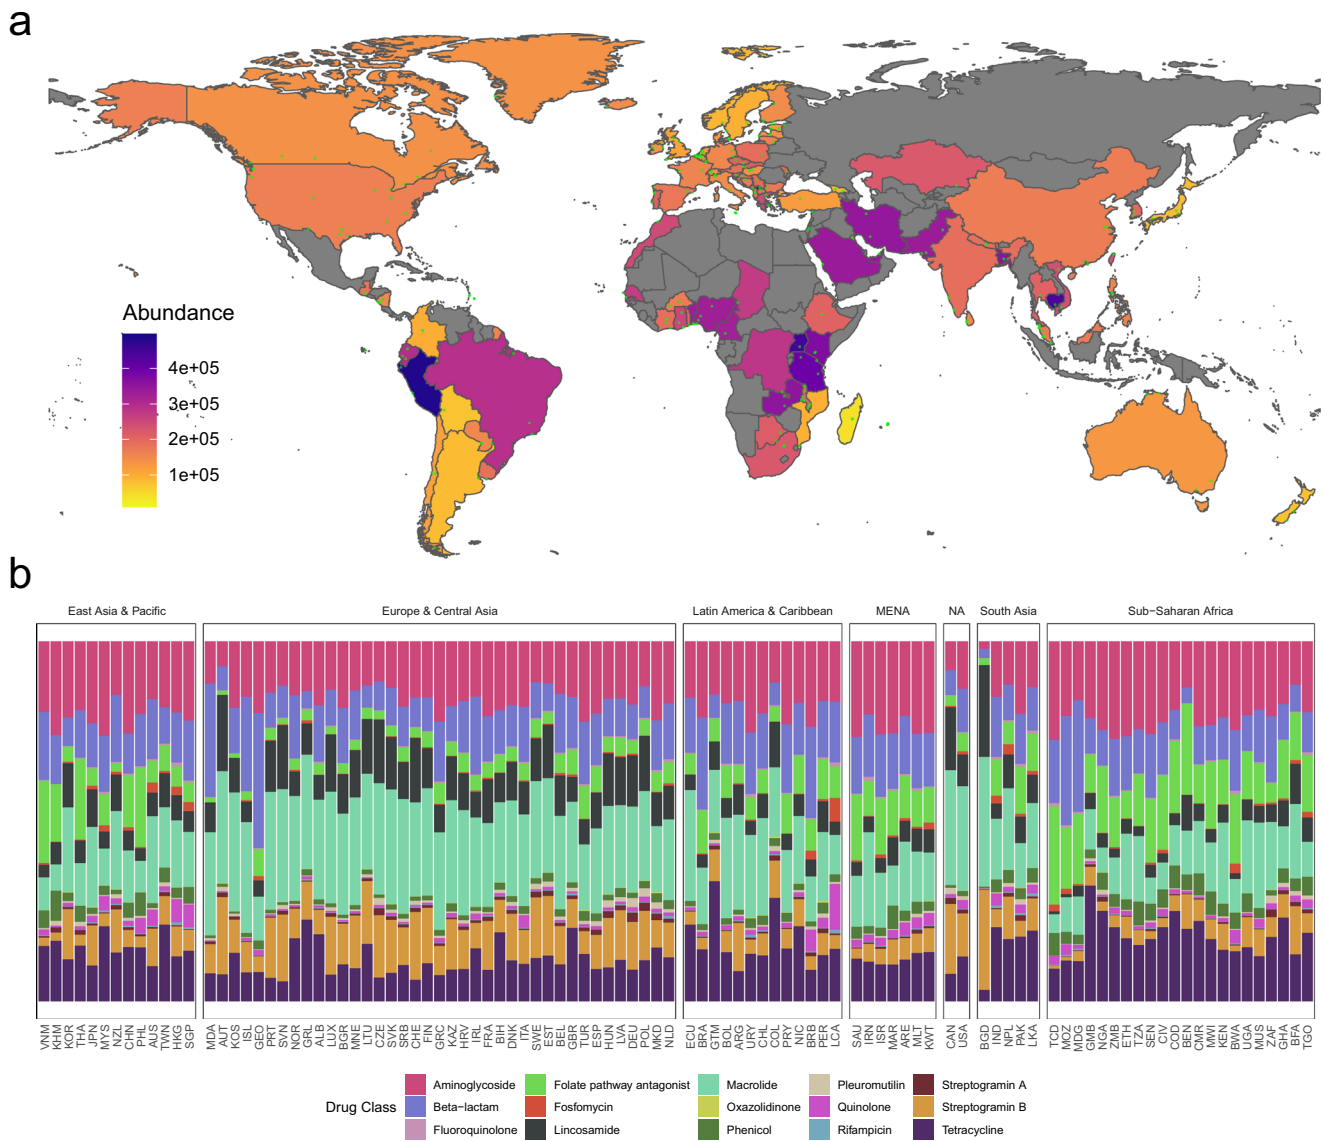 a
Abundance
4e+05
3e+05
2e+05
1e+05
b
East Asia & Pacific
Europe & Central Asia
Latin America & Caribbean
MENA
NA
South Asia
Sub-Saharan Africa
VNM KHM KOR THA JPN MYS NZL CHN PHL AUS TWN HKG SGP
MDA AUT KOS ISL GEO PRT SVN NOR GRL ALB LUX BGR MNE LTU CZE SVK SRB CHE FIN GRC KAZ HRV IRL FRA BIH DNK ITA SWE EST BEL GBR TUR ESP HUN LVA DEU POL MKD NLD
ECU BRA GTM BOL ARG URY CHL COL PRY NIC BRB PER LCA
SAU IRN ISR MAR ARE MLT KWT
CAN USA
BGD IND NPL PAK LKA
TCD MOZ MDG GMB NGA ZMB ETH TZA SEN CIV COD BEN CMR MWI KEN BWA UGA MUS ZAF GHA BFA TGO
Drug Class
Aminoglycoside
Beta−lactam
Fluoroquinolone
Folate pathway antagonist
Fosfomycin
Lincosamide
Macrolide
Oxazolidinone
Phenicol
Pleuromutilin
Quinolone
Rifampicin
Streptogramin A
Streptogramin B
Tetracycline